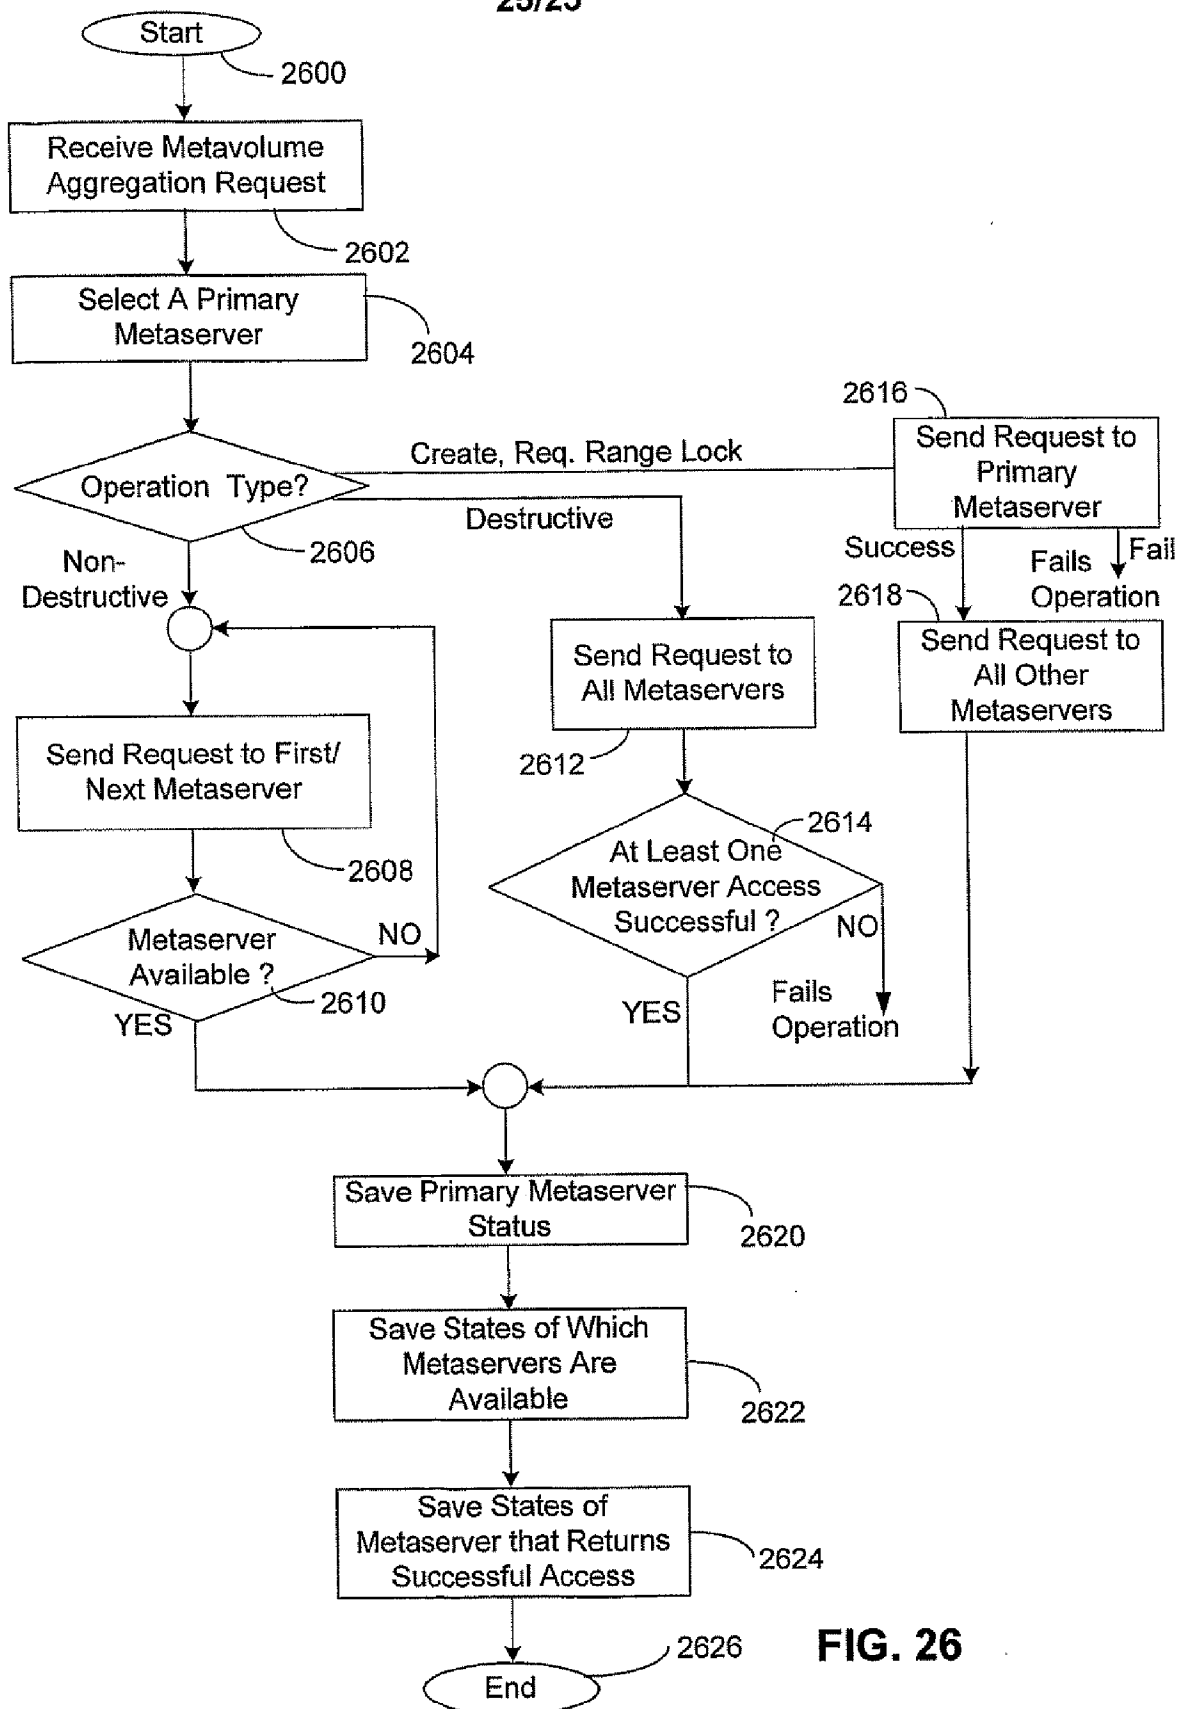 25/25
Start
2600
Receive Metavolume
Aggregation Request
2602
Select A Primary
Metaserver
2604
Operation Type?
2606
Create, Req. Range Lock
2616
Send Request to
Primary
Metaserver
Destructive
Non-
Destructive
Success
Fails
Operation
Fail
2618
Send Request to
All Other
Metaservers
Send Request to
All Metaservers
2612
Send Request to First/
Next Metaserver
2608
2614
At Least One
Metaserver Access
Successful ?
NO
Fails
Operation
YES
Metaserver
Available ?
NO
2610
YES
Save Primary Metaserver
Status
2620
Save States of Which
Metaservers Are
Available
2622
Save States of
Metaserver that Returns
Successful Access
2624
2626
End
FIG. 26